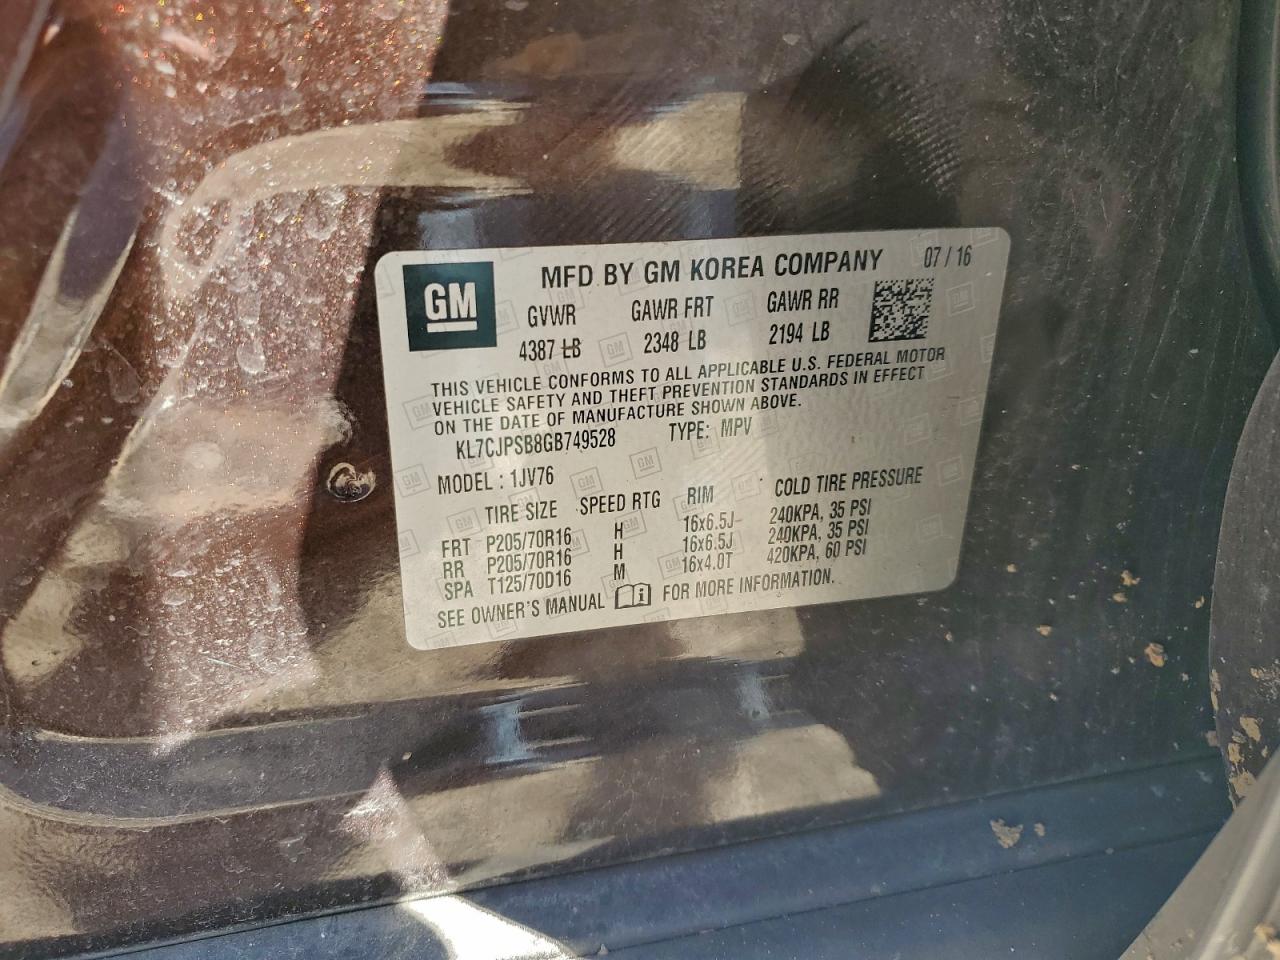 GM
MFD BY GM KOREA COMPANY 07 / 16
GVWR GAWR FRT GAWR RR
4387 LB 2348 LB 2194 LB
THIS VEHICLE CONFORMS TO ALL APPLICABLE U.S. FEDERAL MOTOR
VEHICLE SAFETY AND THEFT PREVENTION STANDARDS IN EFFECT
ON THE DATE OF MANUFACTURE SHOWN ABOVE.
KL7CJPSB8GB749528 TYPE: MPV
MODEL : 1JV76
TIRE SIZE SPEED RTG RIM COLD TIRE PRESSURE
FRT P205/70R16 H 16x6.5J 240KPA, 35 PSI
RR P205/70R16 H 16x6.5J 240KPA, 35 PSI
SPA T125/70D16 M 16x4.0T 420KPA, 60 PSI
SEE OWNER'S MANUAL FOR MORE INFORMATION.